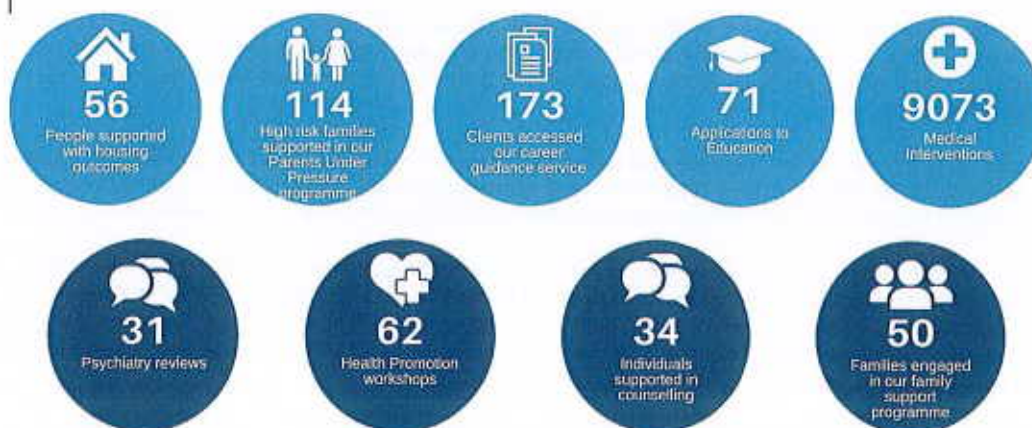 56
People supported
with housing
outcomes
114
High risk families
supported in our
Parents Under
Pressure
programme
173
Clients accessed
our career
guidance service
71
Applications to
Education
9073
Medical
Interventions
31
Psychiatry reviews
62
Health Promotion
workshops
34
Individuals
supported in
counselling
50
Families engaged
in our family
support
programme